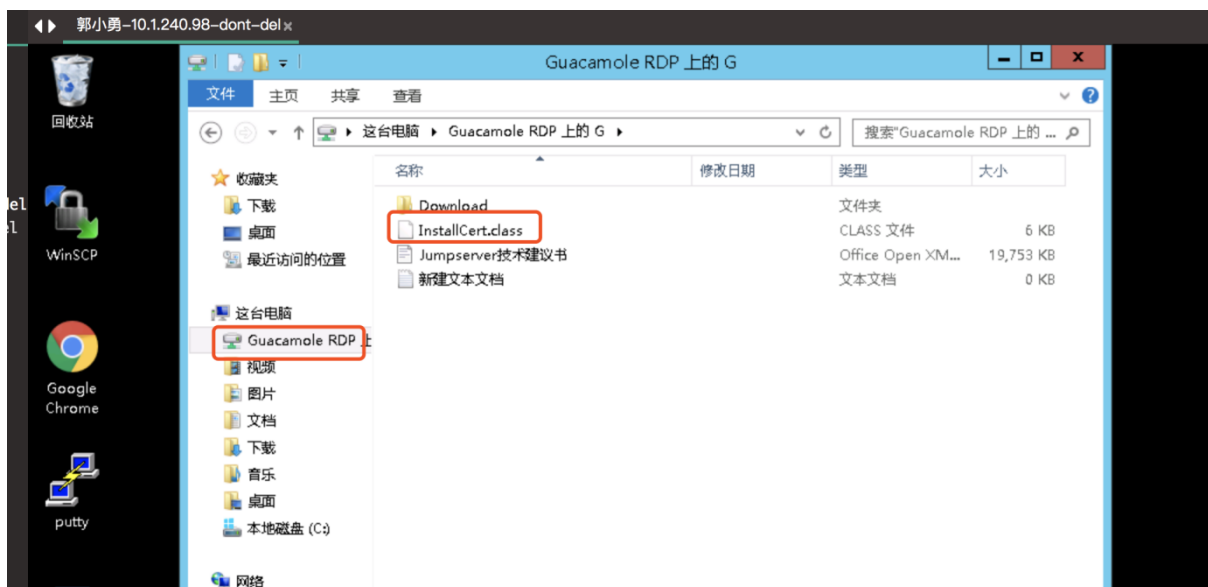 郭小勇-10.1.240.98-dont-del
Guacamole RDP 上的 G
文件 主页 共享 查看
这台电脑 Guacamole RDP 上的 G
搜索"Guacamole RDP 上的 ...
回收站
WinSCP
Google
Chrome
putty
收藏夹
下载
桌面
最近访问的位置
这台电脑
Guacamole RDP 上
视频
图片
文档
下载
音乐
桌面
本地磁盘 (C:)
网络
名称 修改日期 类型 大小
Download 文件夹
InstallCert.class CLASS 文件 6 KB
Jumpserver技术建议书 Office Open XM... 19,753 KB
新建文本文档 文本文档 0 KB